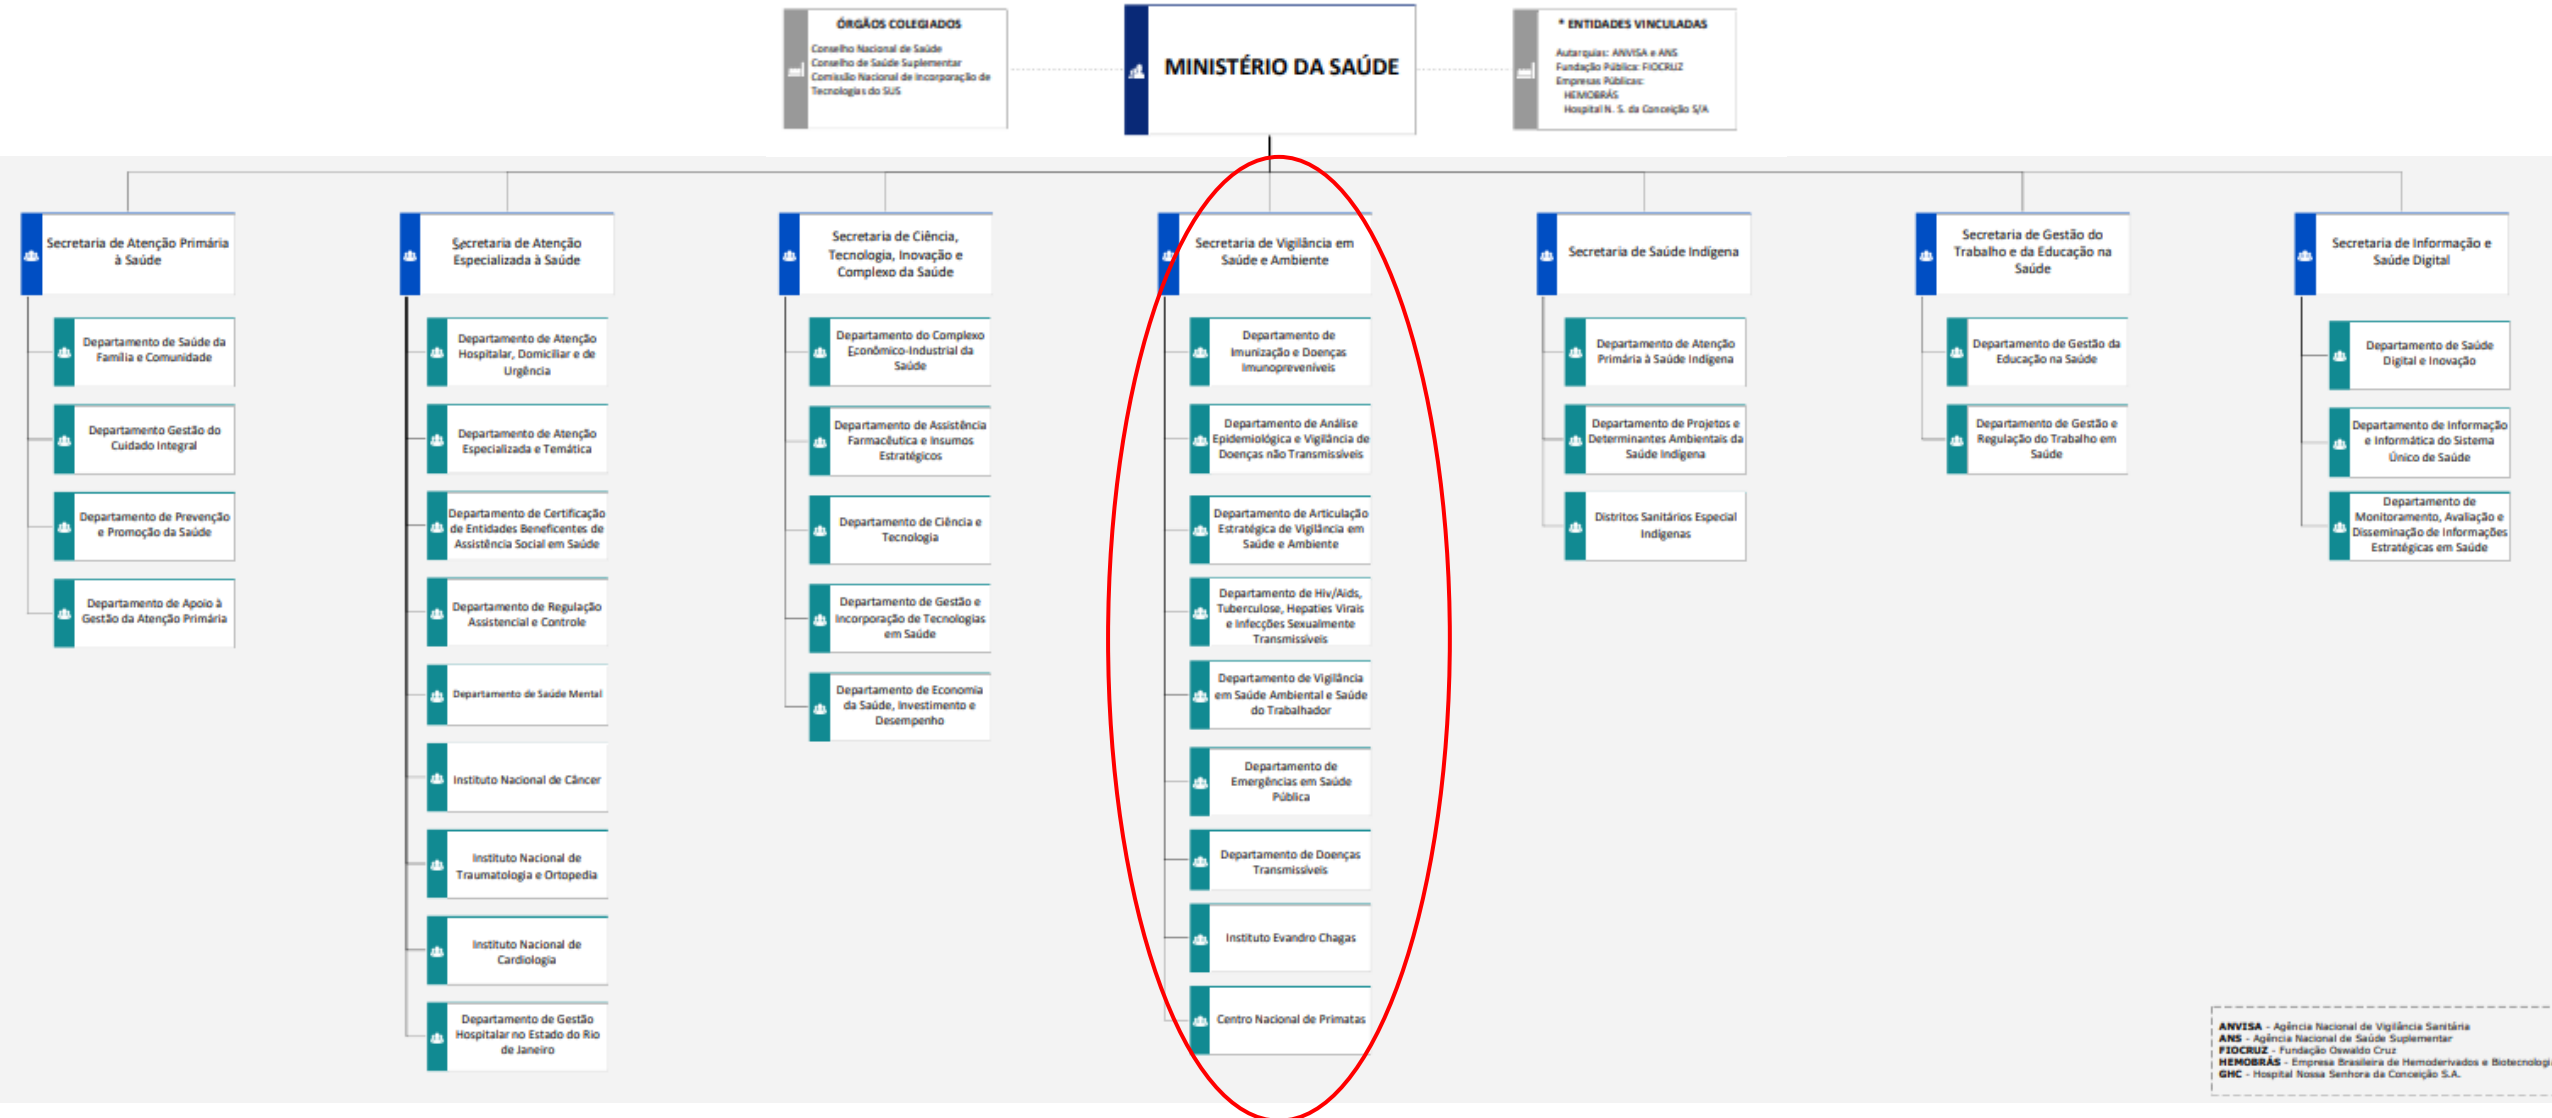 ÓRGÃOS COLEGIADOS
Conselho Nacional de Saúde
Conselho de Saúde Suplementar
Comissão Nacional de Incorporação de
Tecnologias do SUS
MINISTÉRIO DA SAÚDE
* ENTIDADES VINCULADAS
Autarquias: ANVISA e ANS
Fundação Pública: FIOCRUZ
Empresas Públicas:
HEMOBRÁS
Hospital N. S. da Conceição S/A
Secretaria de Atenção Primária
à Saúde
Departamento de Saúde da
Família e Comunidade
Departamento Gestão do
Cuidado Integral
Departamento de Prevenção
e Promoção da Saúde
Departamento de Apoio à
Gestão da Atenção Primária
Secretaria de Atenção
Especializada à Saúde
Departamento de Atenção
Hospitalar, Domiciliar e de
Urgência
Departamento de Atenção
Especializada e Temática
Departamento de Certificação
de Entidades Beneficentes de
Assistência Social em Saúde
Departamento de Regulação
Assistencial e Controle
Departamento de Saúde Mental
Instituto Nacional de Câncer
Instituto Nacional de
Traumatologia e Ortopedia
Instituto Nacional de
Cardiologia
Departamento de Gestão
Hospitalar no Estado do Rio
de Janeiro
Secretaria de Ciência,
Tecnologia, Inovação e
Complexo da Saúde
Departamento do Complexo
Econômico-Industrial da
Saúde
Departamento de Assistência
Farmacêutica e Insumos
Estratégicos
Departamento de Ciência e
Tecnologia
Departamento de Gestão e
Incorporação de Tecnologias
em Saúde
Departamento de Economia
da Saúde, Investimento e
Desempenho
Secretaria de Vigilância em
Saúde e Ambiente
Departamento de
Imunização e Doenças
Imunopreveníveis
Departamento de Análise
Epidemiológica e Vigilância de
Doenças não Transmissíveis
Departamento de Articulação
Estratégica de Vigilância em
Saúde e Ambiente
Departamento de Hiv/Aids,
Tuberculose, Hepaties Virais
e Infecções Sexualmente
Transmissíveis
Departamento de Vigilância
em Saúde Ambiental e Saúde
do Trabalhador
Departamento de
Emergências em Saúde
Pública
Departamento de Doenças
Transmissíveis
Instituto Evandro Chagas
Centro Nacional de Primatas
Secretaria de Saúde Indígena
Departamento de Atenção
Primária à Saúde Indígena
Departamento de Projetos e
Determinantes Ambientais da
Saúde Indígena
Distritos Sanitários Especial
Indígenas
Secretaria de Gestão do
Trabalho e da Educação na
Saúde
Departamento de Gestão da
Educação na Saúde
Departamento de Gestão e
Regulação do Trabalho em
Saúde
Secretaria de Informação e
Saúde Digital
Departamento de Saúde
Digital e Inovação
Departamento de Informação
e Informática do Sistema
Único de Saúde
Departamento de
Monitoramento, Avaliação e
Disseminação de Informações
Estratégicas em Saúde
ANVISA - Agência Nacional de Vigilância Sanitária
ANS - Agência Nacional de Saúde Suplementar
FIOCRUZ - Fundação Oswaldo Cruz
HEMOBRÁS - Empresa Brasileira de Hemoderivados e Biotecnologi
GHC - Hospital Nossa Senhora da Conceição S.A.